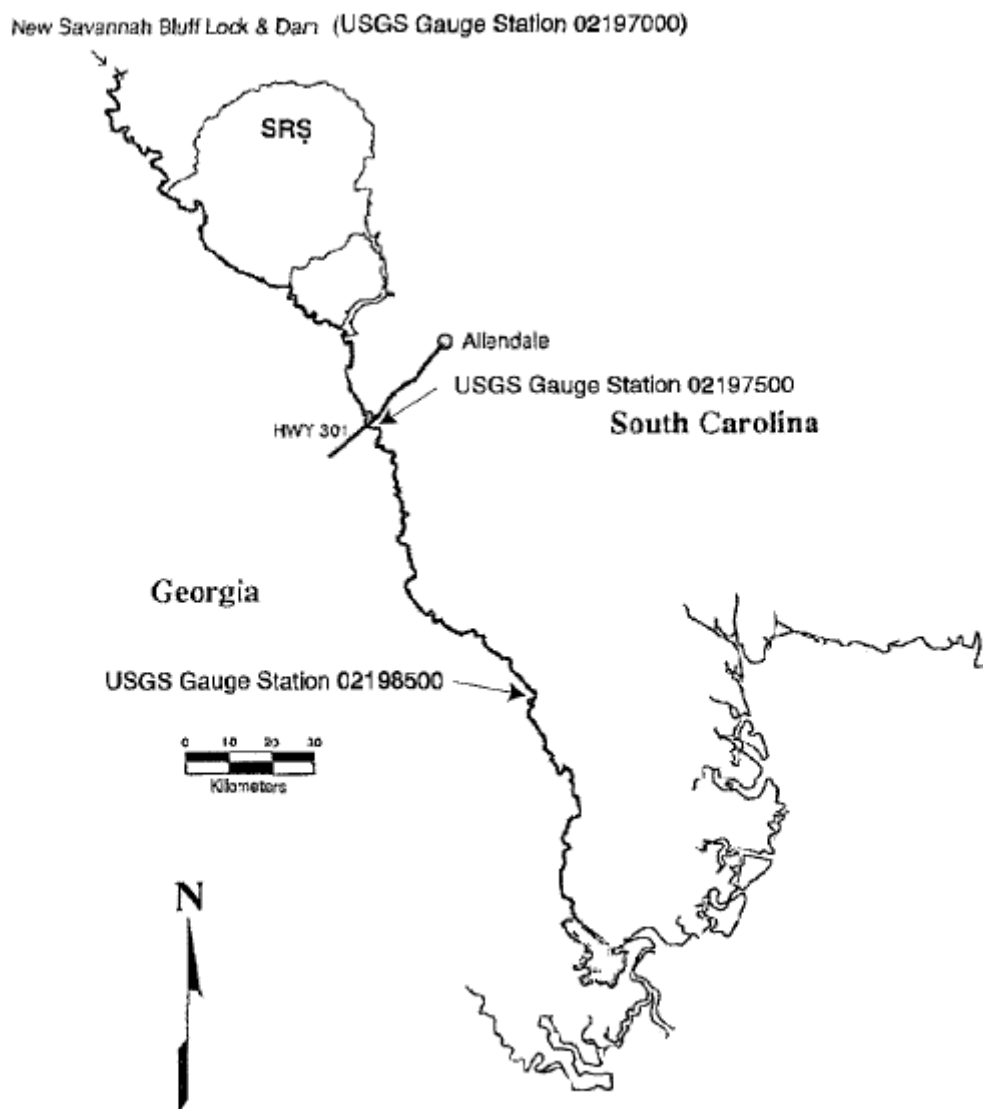 New Savannah Bluff Lock & Dam (USGS Gauge Station 02197000)
SRS
Allendale
USGS Gauge Station 02197500
South Carolina
HWY 301
Georgia
USGS Gauge Station 02198500
0 10 20 30
Kilometers
N